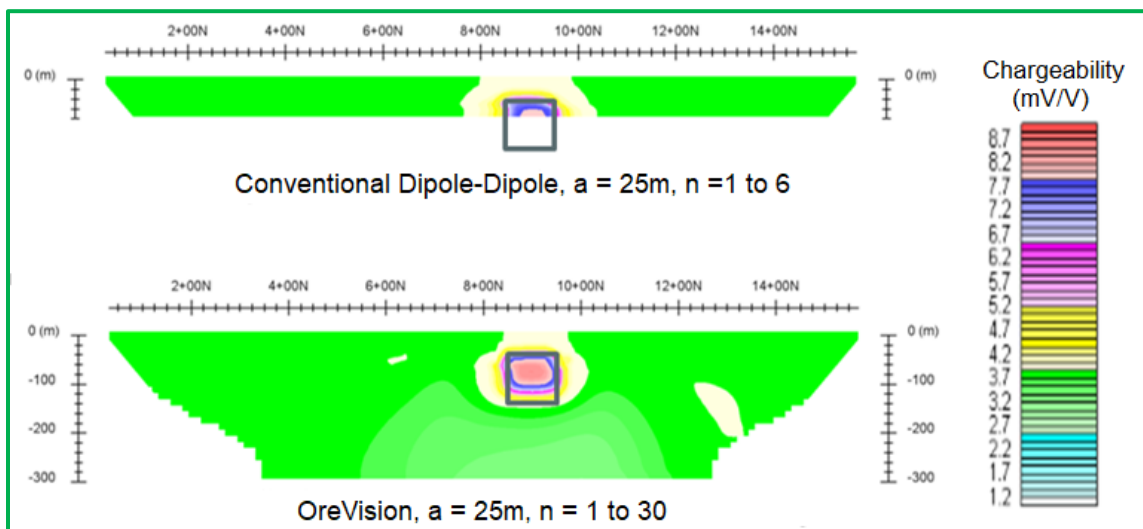 2+00N 4+00N 6+00N 8+00N 10+00N 12+00N 14+00N
0 (m) 0 (m)
Conventional Dipole-Dipole, a = 25m, n =1 to 6
2+00N 4+00N 6+00N 8+00N 10+00N 12+00N 14+00N
0 (m) 0 (m)
-100 -100
-200 -200
-300 -300
OreVision, a = 25m, n = 1 to 30
Chargeability
(mV/V)
8.7
8.2
7.7
7.2
6.7
6.2
5.7
5.2
4.7
4.2
3.7
3.2
2.7
2.2
1.7
1.2